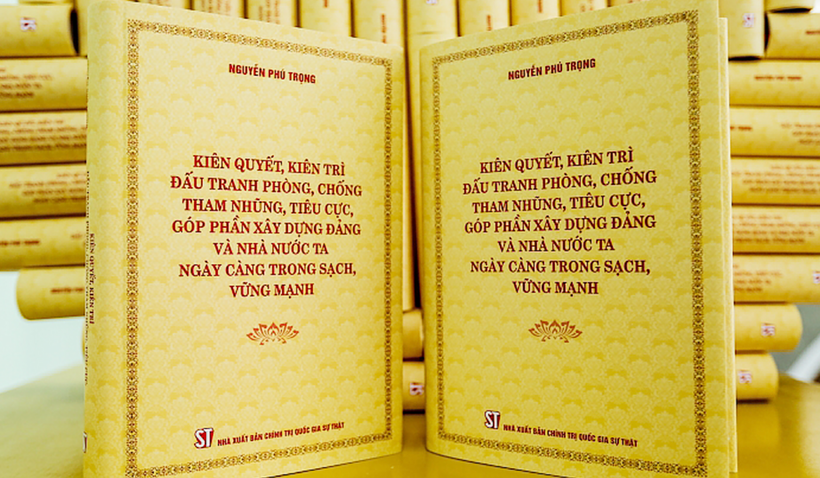 NGUYỄN PHÚ TRỌNG
KIÊN QUYẾT, KIÊN TRÌ
ĐẤU TRANH PHÒNG, CHỐNG
THAM NHŨNG, TIÊU CỰC,
GÓP PHẦN XÂY DỰNG ĐẢNG
VÀ NHÀ NƯỚC TA
NGÀY CÀNG TRONG SẠCH,
VỮNG MẠNH
ST NHÀ XUẤT BẢN CHÍNH TRỊ QUỐC GIA SỰ THẬT
KIÊN QUYẾT, KIÊN TRÌ
NGUYỄN PHÚ TRỌNG
KIÊN QUYẾT, KIÊN TRÌ
ĐẤU TRANH PHÒNG, CHỐNG
THAM NHŨNG, TIÊU CỰC,
GÓP PHẦN XÂY DỰNG ĐẢNG
VÀ NHÀ NƯỚC TA
NGÀY CÀNG TRONG SẠCH,
VỮNG MẠNH
ST NHÀ XUẤT BẢN CHÍNH TRỊ QUỐC GIA SỰ THẬT